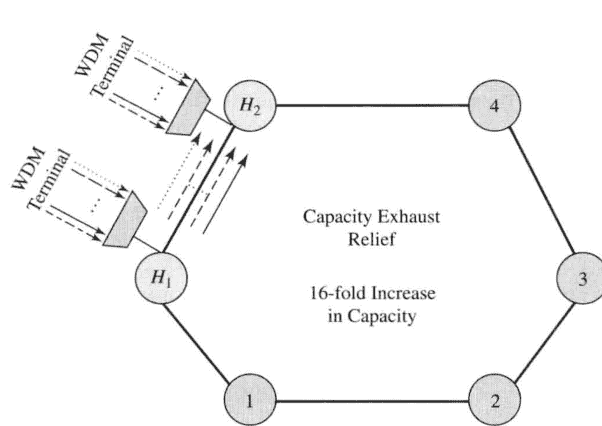 WDM
Terminal
...
H2
4
WDM
Terminal
...
Capacity Exhaust
Relief
H1
16-fold Increase
in Capacity
3
1
2